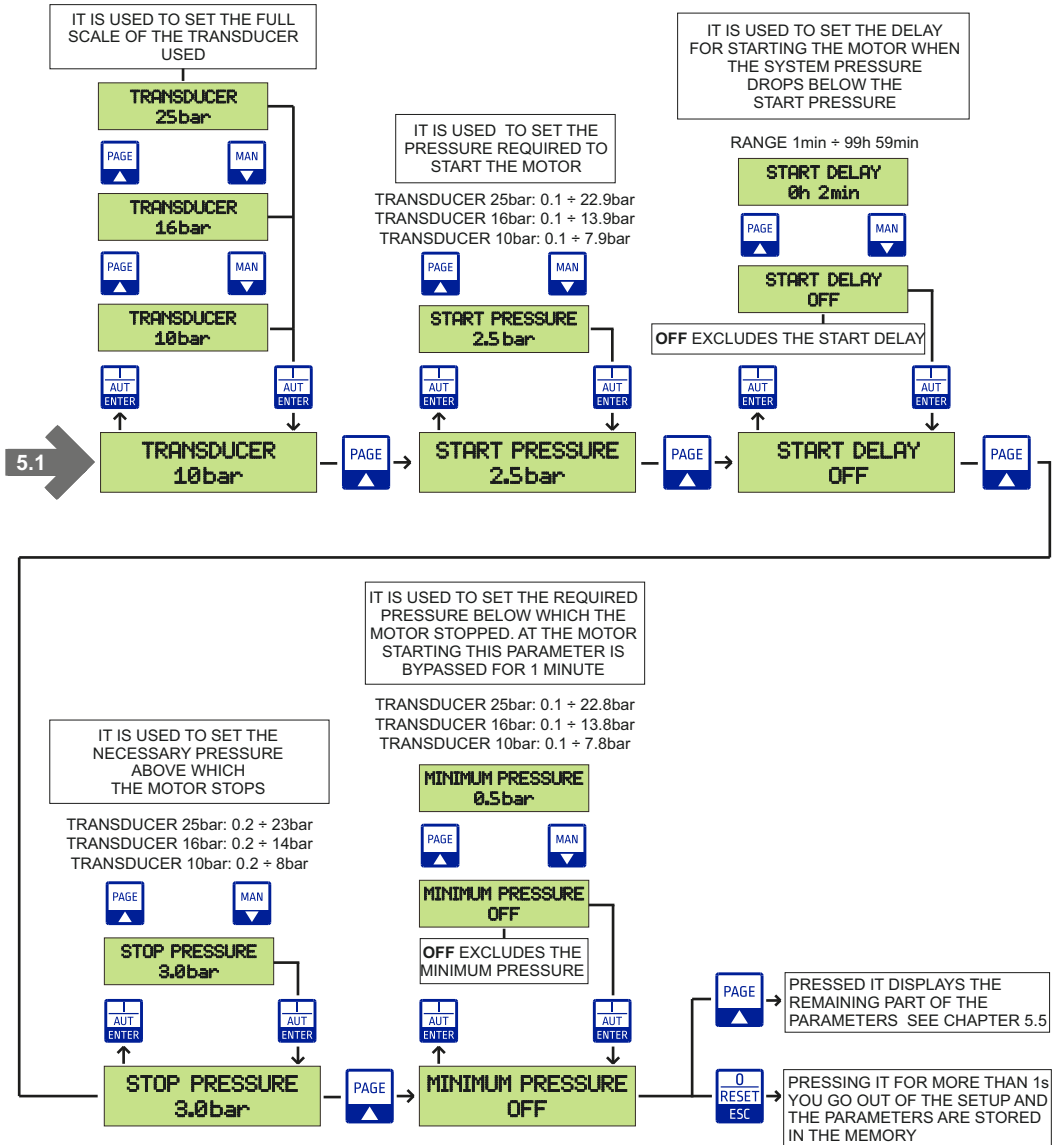 IT IS USED TO SET THE FULL
SCALE OF THE TRANSDUCER
USED
TRANSDUCER
25bar
PAGE
MAN
TRANSDUCER
16bar
PAGE
MAN
TRANSDUCER
10bar
I
AUT
ENTER
I
AUT
ENTER
5.1
TRANSDUCER
10bar
PAGE
IT IS USED TO SET THE
PRESSURE REQUIRED TO
START THE MOTOR
TRANSDUCER 25bar: 0.1 ÷ 22.9bar
TRANSDUCER 16bar: 0.1 ÷ 13.9bar
TRANSDUCER 10bar: 0.1 ÷ 7.9bar
PAGE
MAN
START PRESSURE
2.5bar
I
AUT
ENTER
I
AUT
ENTER
START PRESSURE
2.5bar
PAGE
IT IS USED TO SET THE DELAY
FOR STARTING THE MOTOR WHEN
THE SYSTEM PRESSURE
DROPS BELOW THE
START PRESSURE
RANGE 1min ÷ 99h 59min
START DELAY
0h 2min
PAGE
MAN
START DELAY
OFF
OFF EXCLUDES THE START DELAY
I
AUT
ENTER
I
AUT
ENTER
START DELAY
OFF
PAGE
IT IS USED TO SET THE
NECESSARY PRESSURE
ABOVE WHICH
THE MOTOR STOPS
TRANSDUCER 25bar: 0.2 ÷ 23bar
TRANSDUCER 16bar: 0.2 ÷ 14bar
TRANSDUCER 10bar: 0.2 ÷ 8bar
PAGE
MAN
STOP PRESSURE
3.0bar
I
AUT
ENTER
I
AUT
ENTER
STOP PRESSURE
3.0bar
PAGE
IT IS USED TO SET THE REQUIRED
PRESSURE BELOW WHICH THE
MOTOR STOPPED. AT THE MOTOR
STARTING THIS PARAMETER IS
BYPASSED FOR 1 MINUTE
TRANSDUCER 25bar: 0.1 ÷ 22.8bar
TRANSDUCER 16bar: 0.1 ÷ 13.8bar
TRANSDUCER 10bar: 0.1 ÷ 7.8bar
MINIMUM PRESSURE
0.5bar
PAGE
MAN
MINIMUM PRESSURE
OFF
OFF EXCLUDES THE
MINIMUM PRESSURE
I
AUT
ENTER
I
AUT
ENTER
MINIMUM PRESSURE
OFF
PAGE
PRESSED IT DISPLAYS THE
REMAINING PART OF THE
PARAMETERS SEE CHAPTER 5.5
0
RESET
ESC
PRESSING IT FOR MORE THAN 1s
YOU GO OUT OF THE SETUP AND
THE PARAMETERS ARE STORED
IN THE MEMORY